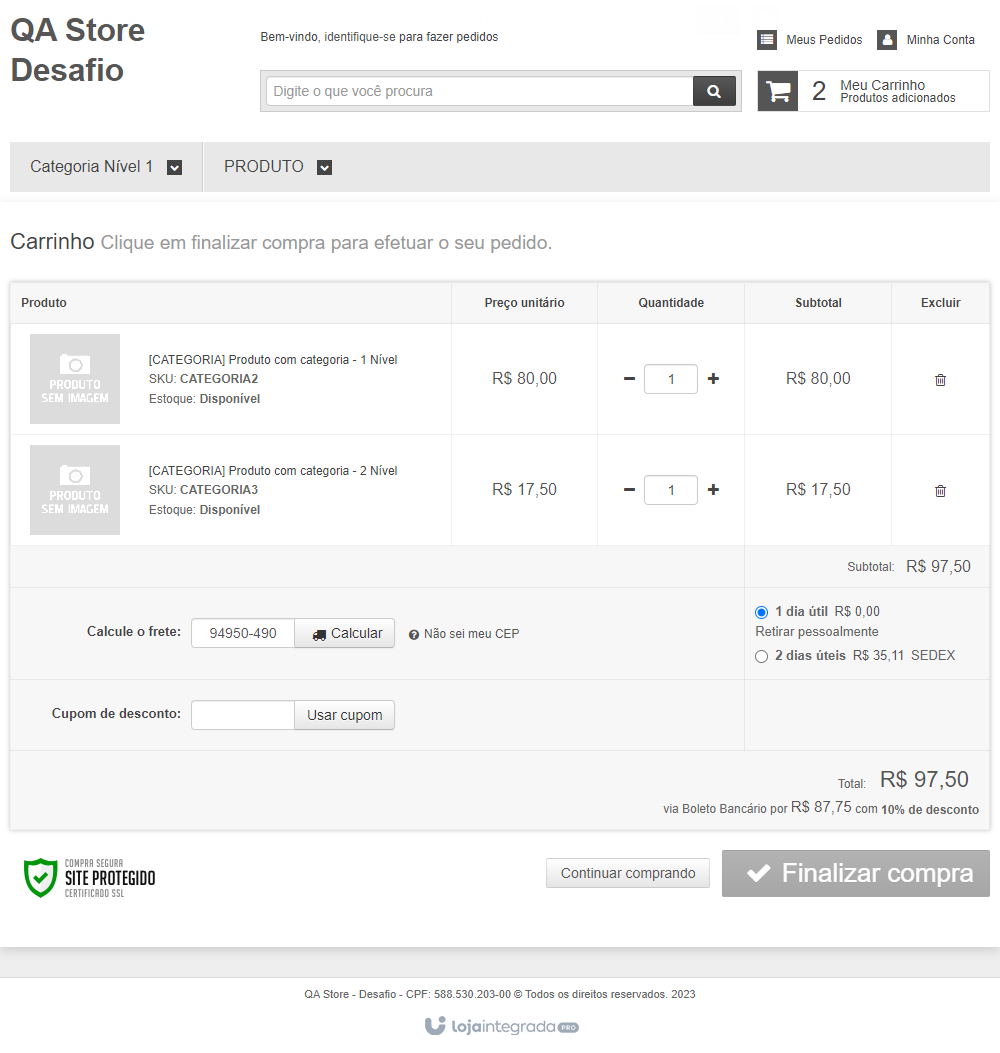 QA Store
Desafio
Bem-vindo, identifique-se para fazer pedidos
Meus Pedidos
Minha Conta
Digite o que você procura
2
Meu Carrinho
Produtos adicionados
Categoria Nível 1
PRODUTO
Carrinho Clique em finalizar compra para efetuar o seu pedido.
Produto Preço unitário Quantidade Subtotal Excluir
PRODUTO
SEM IMAGEM
[CATEGORIA] Produto com categoria - 1 Nível
SKU: CATEGORIA2
Estoque: Disponível
R$ 80,00
1
R$ 80,00
PRODUTO
SEM IMAGEM
[CATEGORIA] Produto com categoria - 2 Nível
SKU: CATEGORIA3
Estoque: Disponível
R$ 17,50
1
R$ 17,50
Subtotal: R$ 97,50
Calcule o frete: 94950-490 Calcular Não sei meu CEP
1 dia útil R$ 0,00
Retirar pessoalmente
2 dias úteis R$ 35,11 SEDEX
Cupom de desconto: Usar cupom
Total: R$ 97,50
via Boleto Bancário por R$ 87,75 com 10% de desconto
COMPRA SEGURA
SITE PROTEGIDO
CERTIFICADO SSL
Continuar comprando
Finalizar compra
QA Store - Desafio - CPF: 588.530.203-00 © Todos os direitos reservados. 2023
lojaintegrada PRO